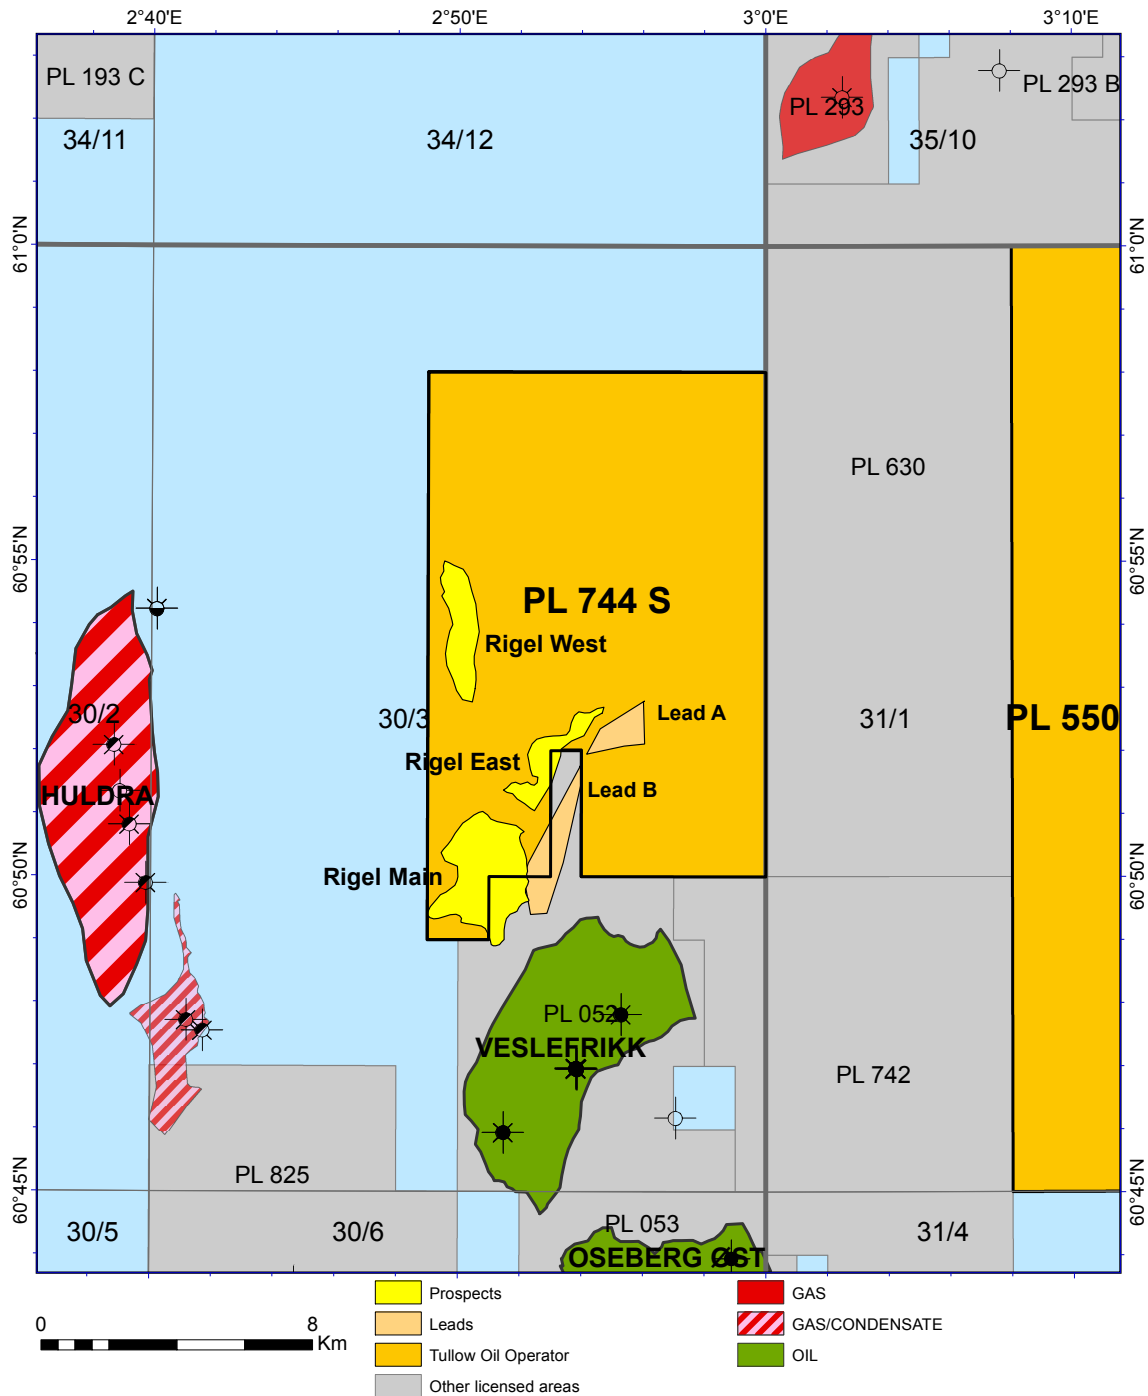 2°40'E
2°50'E
3°0'E
3°10'E
PL 193 C
PL 293
PL 293 B
34/11
34/12
35/10
61°0'N
61°0'N
PL 630
60°55'N
60°55'N
PL 744 S
Rigel West
30/2
30/3
Lead A
31/1
PL 550
Rigel East
HULDRA
Lead B
Rigel Main
60°50'N
60°50'N
PL 052
VESLEFRIKK
PL 742
PL 825
60°45'N
60°45'N
30/5
30/6
PL 053
31/4
OSEBERG ØST
0
8
Km
Prospects
Leads
Tullow Oil Operator
Other licensed areas
GAS
GAS/CONDENSATE
OIL